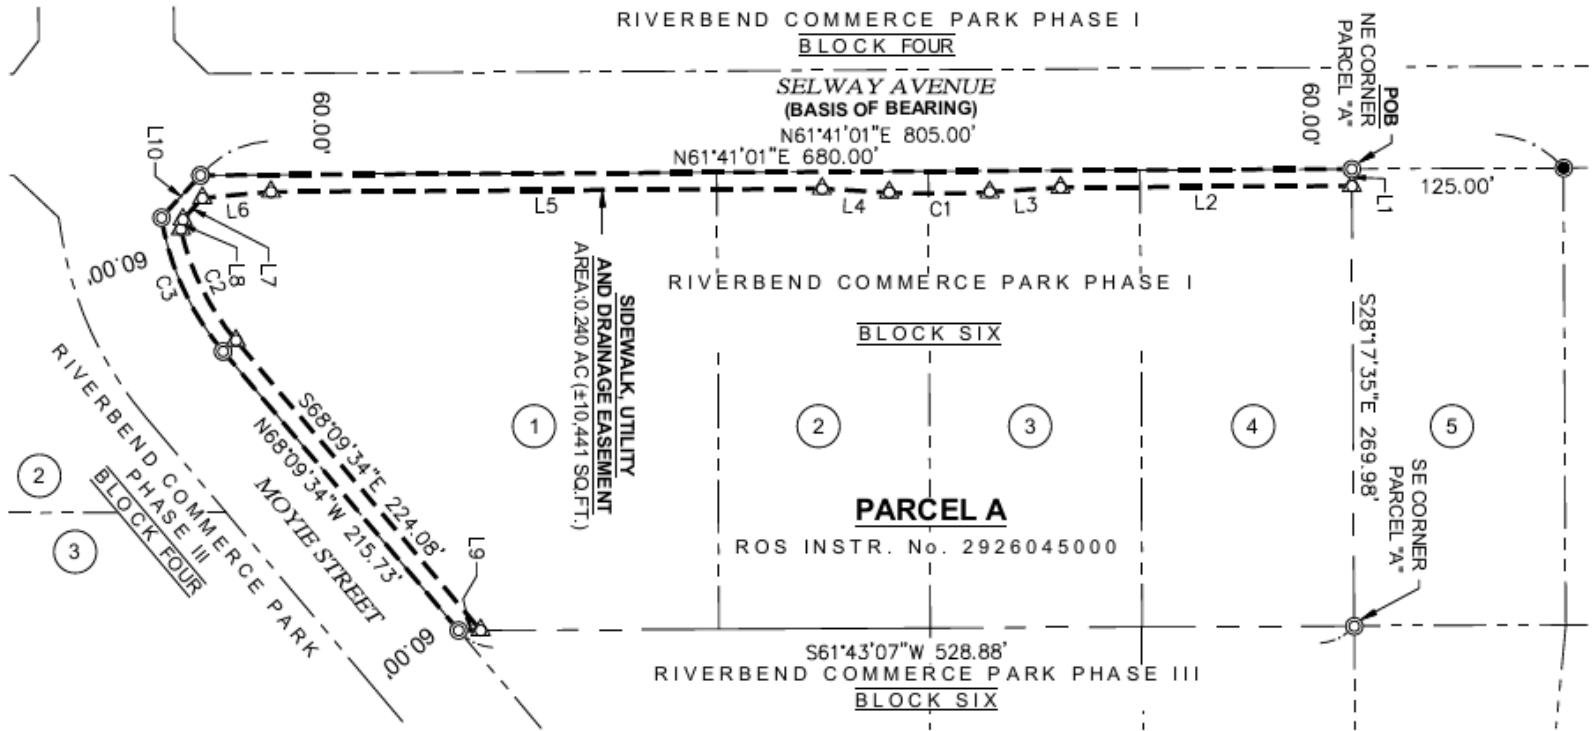 RIVERBEND COMMERCE PARK PHASE I
BLOCK FOUR
SELWAY AVENUE
(BASIS OF BEARING)
N61°41'01"E 805.00'
N61°41'01"E 680.00'
60.00'
60.00'
POB
NE CORNER
PARCEL "A"
125.00'
L10
L6
L5
L4
C1
L3
L2
L1
L7
L8
C2
C3
60.00'
SIDEWALK, UTILITY
AND DRAINAGE EASEMENT
AREA:0.240 AC (±10,441 SQ.FT.)
RIVERBEND COMMERCE PARK PHASE I
BLOCK SIX
S28°17'35"E 269.98'
1
2
3
4
5
S68°09'34"E 224.08'
N68°09'34"W 215.73'
MOYIE STREET
L9
60.00'
RIVERBEND COMMERCE PARK
PHASE III
BLOCK FOUR
2
3
PARCEL A
ROS INSTR. No. 2926045000
SE CORNER
PARCEL "A"
S61°43'07"W 528.88'
RIVERBEND COMMERCE PARK PHASE III
BLOCK SIX